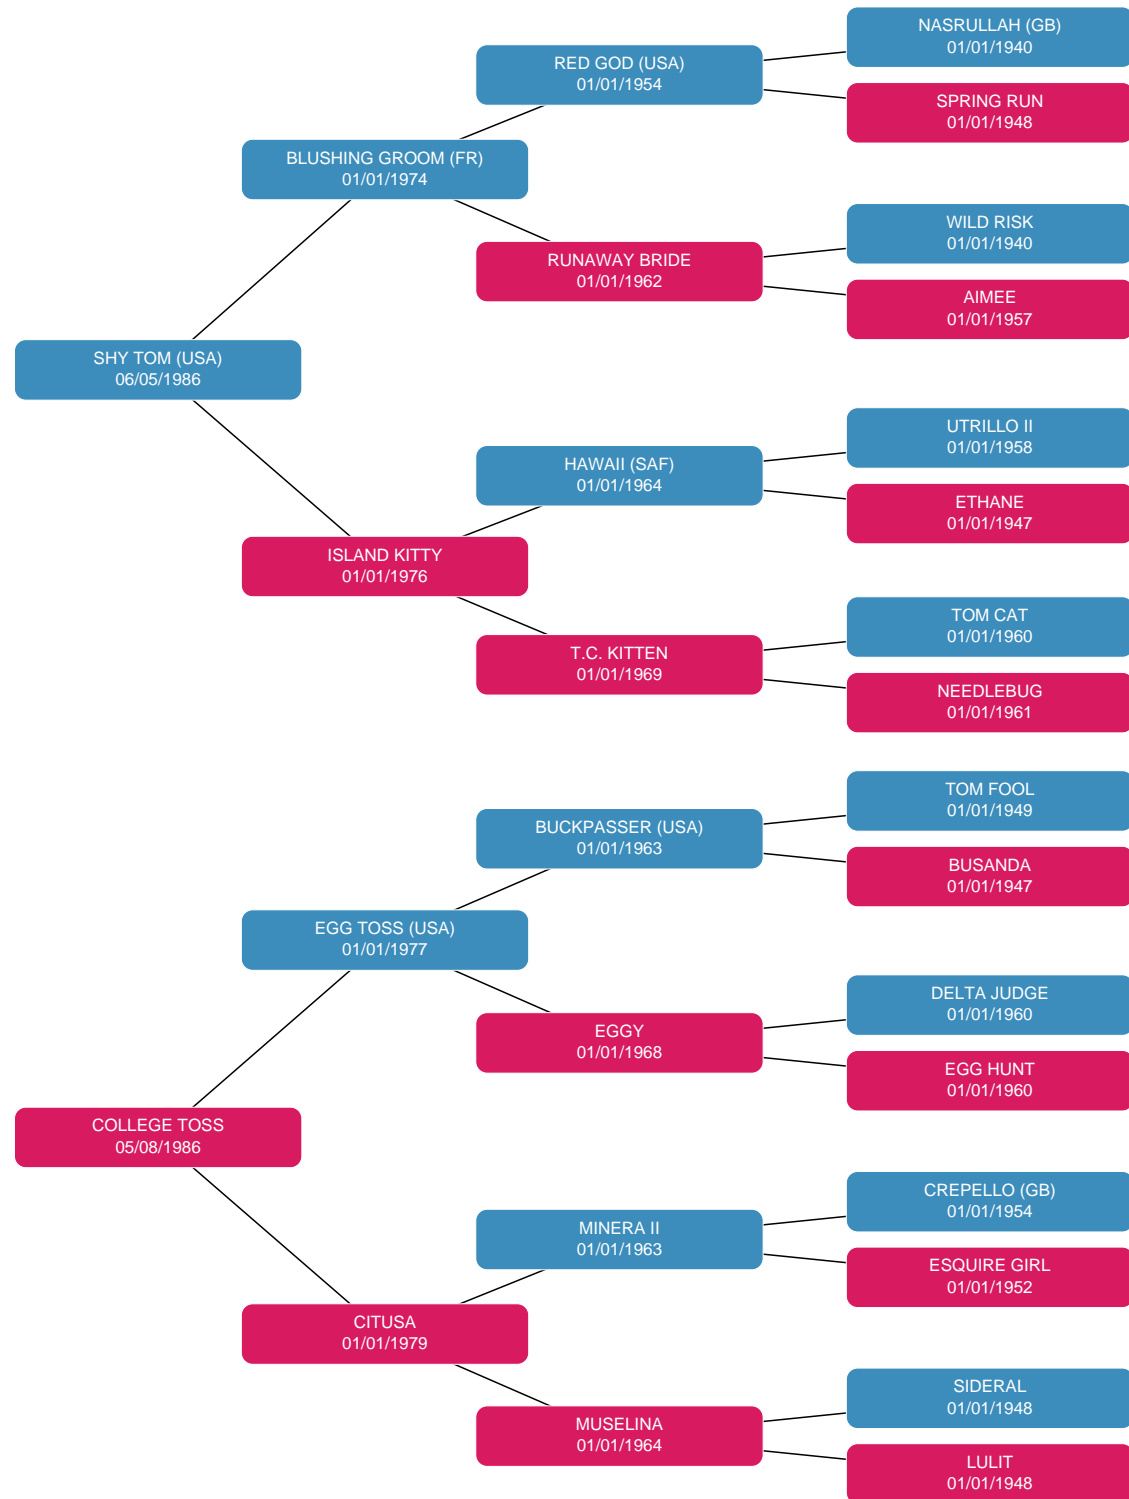 NASRULLAH (GB)
01/01/1940
RED GOD (USA)
01/01/1954
SPRING RUN
01/01/1948
BLUSHING GROOM (FR)
01/01/1974
WILD RISK
01/01/1940
RUNAWAY BRIDE
01/01/1962
AIMEE
01/01/1957
SHY TOM (USA)
06/05/1986
UTRILLO II
01/01/1958
HAWAII (SAF)
01/01/1964
ETHANE
01/01/1947
ISLAND KITTY
01/01/1976
TOM CAT
01/01/1960
T.C. KITTEN
01/01/1969
NEEDLEBUG
01/01/1961
TOM FOOL
01/01/1949
BUCKPASSER (USA)
01/01/1963
BUSANDA
01/01/1947
EGG TOSS (USA)
01/01/1977
DELTA JUDGE
01/01/1960
EGGY
01/01/1968
EGG HUNT
01/01/1960
COLLEGE TOSS
05/08/1986
CREPELLO (GB)
01/01/1954
MINERA II
01/01/1963
ESQUIRE GIRL
01/01/1952
CITUSA
01/01/1979
SIDERAL
01/01/1948
MUSELINA
01/01/1964
LULIT
01/01/1948